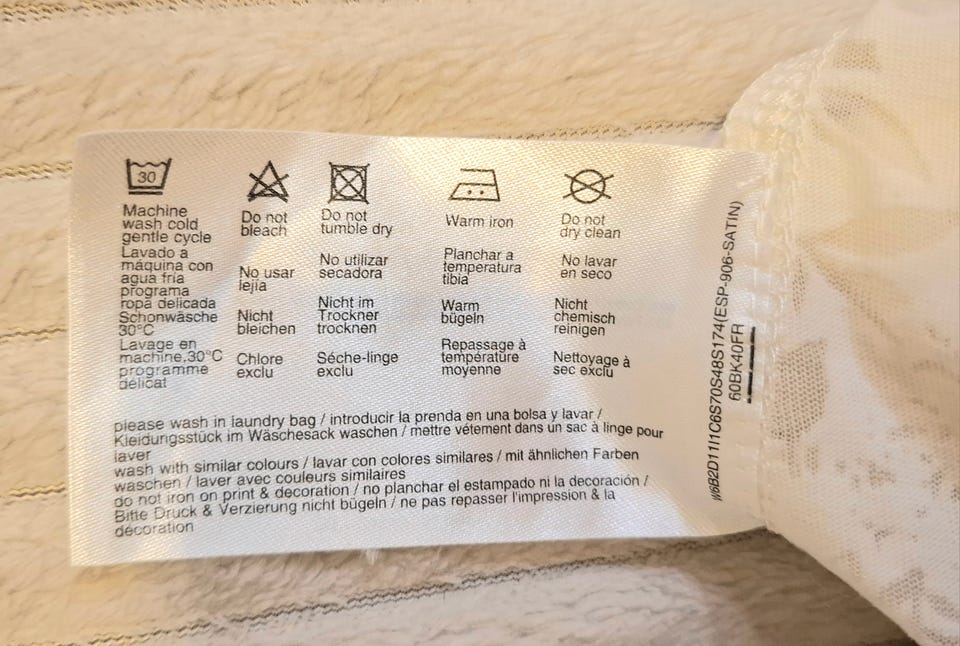 30
Machine
wash cold
gentle cycle
Lavado a
máquina con
agua fria
programa
ropa delicada
Schonwäsche
30°C
Lavage en
machine,30°C
programme
délicat
Do not
bleach
No usar
lejía
Nicht
bleichen
Chlore
exclu
Do not
tumble dry
No utilizar
secadora
Nicht im
Trockner
trocknen
Séche-linge
exclu
Warm iron
Planchar a
temperatura
tibia
Warm
bügeln
Repassage à
température
moyenne
Do not
dry clean
No lavar
en seco
Nicht
chemisch
reinigen
Nettoyage à
sec exclu
please wash in laundry bag / introducir la prenda en una bolsa y lavar /
Kleidungsstück im Wäschesack waschen / mettre vétement dans un sac à linge pour
laver
wash with similar colours / lavar con colores similares / mit ähnlichen Farben
waschen / laver avec couleurs similaires
do not iron on print & decoration / no planchar el estampado ni la decoración /
Bitte Druck & Verzierung nicht bügeln / ne pas repasser l'impression & la
décoration
W6B2D11I1C6S70S48S174(ESP-906-SATIN)
60BK40FR